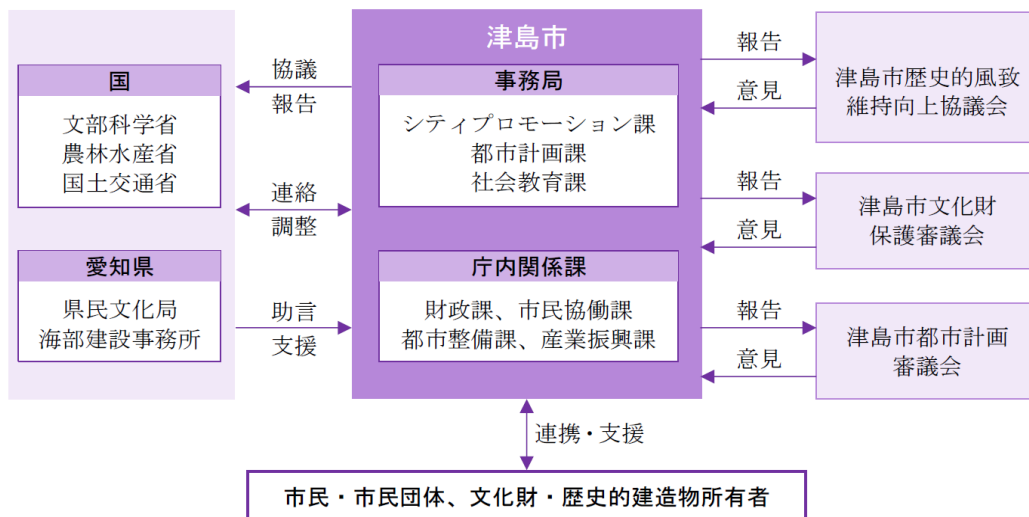 国
文部科学省
農林水産省
国土交通省
愛知県
県民文化局
海部建設事務所
協議
報告
連絡
調整
助言
支援
津島市
事務局
シティプロモーション課
都市計画課
社会教育課
庁内関係課
財政課、市民協働課
都市整備課、産業振興課
報告
意見
津島市歴史的風致
維持向上協議会
報告
意見
津島市文化財
保護審議会
報告
意見
津島市都市計画
審議会
連携・支援
市民・市民団体、文化財・歴史的建造物所有者